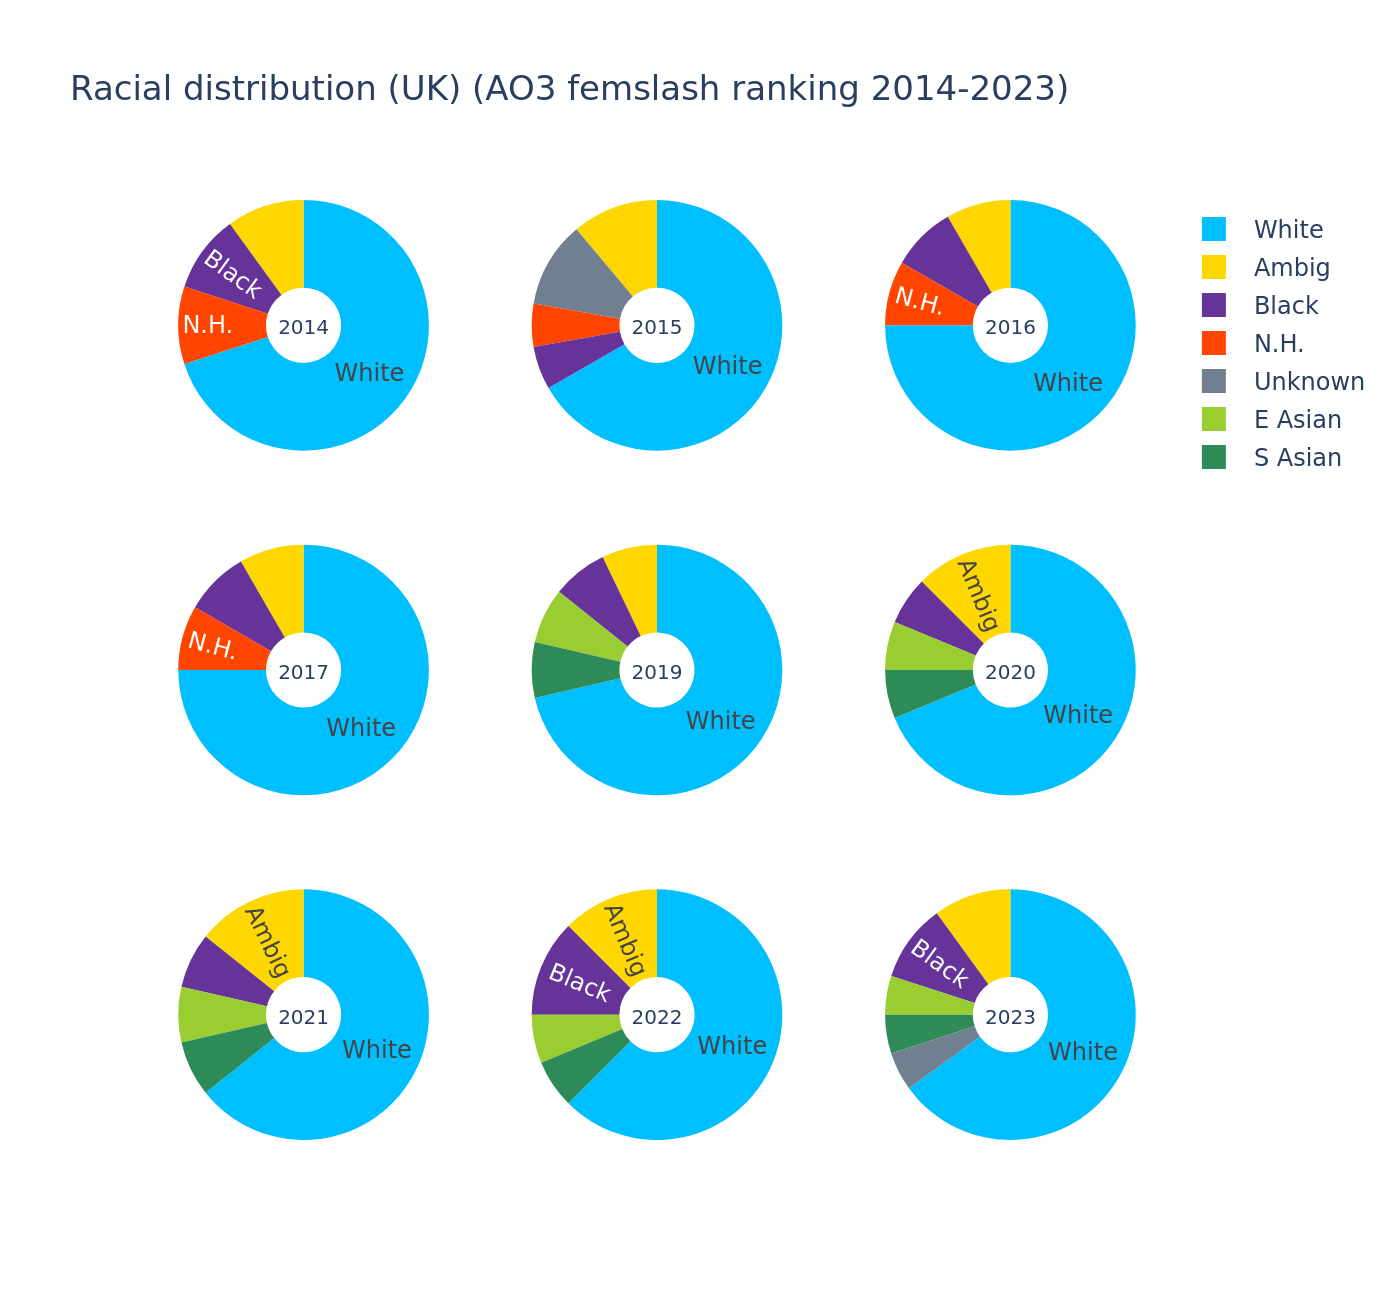 Racial distribution (UK) (AO3 femslash ranking 2014-2023)
White
Ambig
Black
N.H.
Unknown
E Asian
S Asian
Black
N.H.
2014
White
2015
White
N.H.
2016
White
N.H.
2017
White
2019
White
Ambig
2020
White
Ambig
2021
White
Ambig
Black
2022
White
Black
2023
White